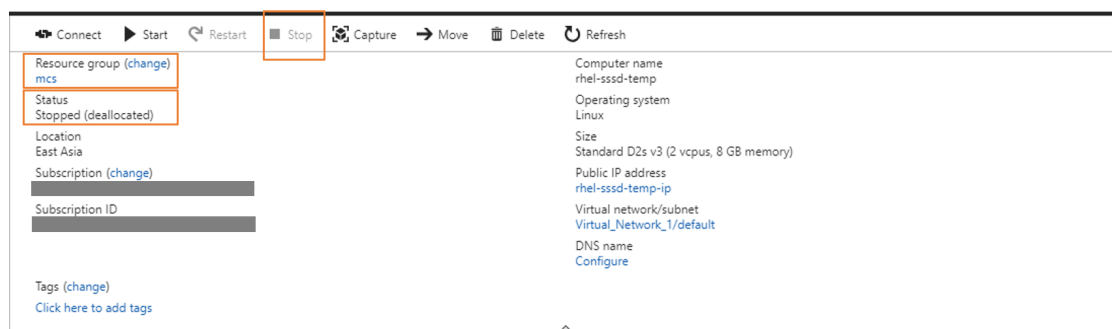 Connect Start Restart Stop Capture Move Delete Refresh
Resource group (change)
mcs
Status
Stopped (deallocated)
Location
East Asia
Subscription (change)
Subscription ID
Tags (change)
Click here to add tags
Computer name
rhel-sssd-temp
Operating system
Linux
Size
Standard D2s v3 (2 vcpus, 8 GB memory)
Public IP address
rhel-sssd-temp-ip
Virtual network/subnet
Virtual_Network_1/default
DNS name
Configure